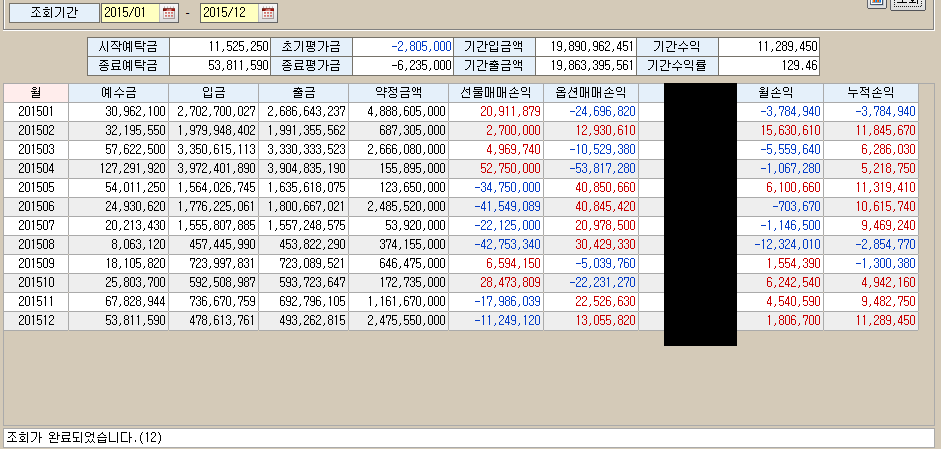 조회기간 2015/01 - 2015/12 조회
시작예탁금 11,525,250 초기평가금 -2,805,000 기간입금액 19,890,962,451 기간수익 11,289,450
종료예탁금 53,811,590 종료평가금 -6,235,000 기간출금액 19,863,395,561 기간수익률 129.46
월 예수금 입금 출금 약정금액 선물매매손익 옵션매매손익 월손익 누적손익
201501 30,962,100 2,702,700,027 2,686,643,237 4,888,605,000 20,911,879 -24,696,820 -3,784,940 -3,784,940
201502 32,195,550 1,979,948,402 1,991,355,562 687,305,000 2,700,000 12,930,610 15,630,610 11,845,670
201503 57,622,500 3,350,615,113 3,330,333,523 2,666,080,000 4,969,740 -10,529,380 -5,559,640 6,286,030
201504 127,291,920 3,972,401,890 3,904,835,190 155,895,000 52,750,000 -53,817,280 -1,067,280 5,218,750
201505 54,011,250 1,564,026,745 1,635,618,075 123,650,000 -34,750,000 40,850,660 6,100,660 11,319,410
201506 24,930,620 1,776,225,061 1,800,667,021 2,485,520,000 -41,549,089 40,845,420 -703,670 10,615,740
201507 20,213,430 1,555,807,885 1,557,248,575 53,920,000 -22,125,000 20,978,500 -1,146,500 9,469,240
201508 8,063,120 457,445,990 453,822,290 374,155,000 -42,753,340 30,429,330 -12,324,010 -2,854,770
201509 18,105,820 723,997,831 723,089,521 646,475,000 6,594,150 -5,039,760 1,554,390 -1,300,380
201510 25,803,700 592,508,987 593,723,647 172,735,000 28,473,809 -22,231,270 6,242,540 4,942,160
201511 67,828,944 736,670,759 692,796,105 1,161,670,000 -17,986,039 22,526,630 4,540,590 9,482,750
201512 53,811,590 478,613,761 493,262,815 2,475,550,000 -11,249,120 13,055,820 1,806,700 11,289,450
조회가 완료되었습니다.(12)